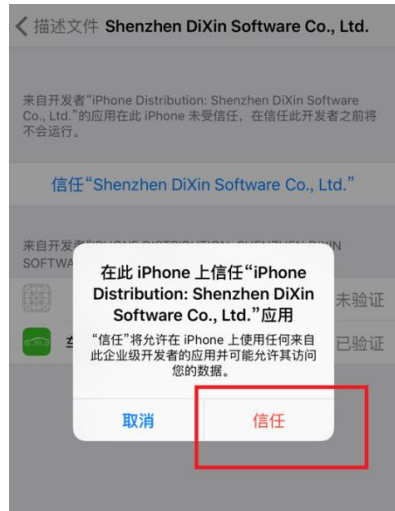 描述文件 Shenzhen DiXin Software Co., Ltd.
来自开发者“iPhone Distribution: Shenzhen DiXin Software
Co., Ltd.”的应用在此 iPhone 未受信任，在信任此开发者之前将
不会运行。
信任“Shenzhen DiXin Software Co., Ltd.”
来自开发
SOFTWA
未验证
已验证
在此 iPhone 上信任“iPhone
Distribution: Shenzhen DiXin
Software Co., Ltd.”应用
“信任”将允许在 iPhone 上使用任何来自
此企业级开发者的应用并可能允许其访问
您的数据。
取消 信任